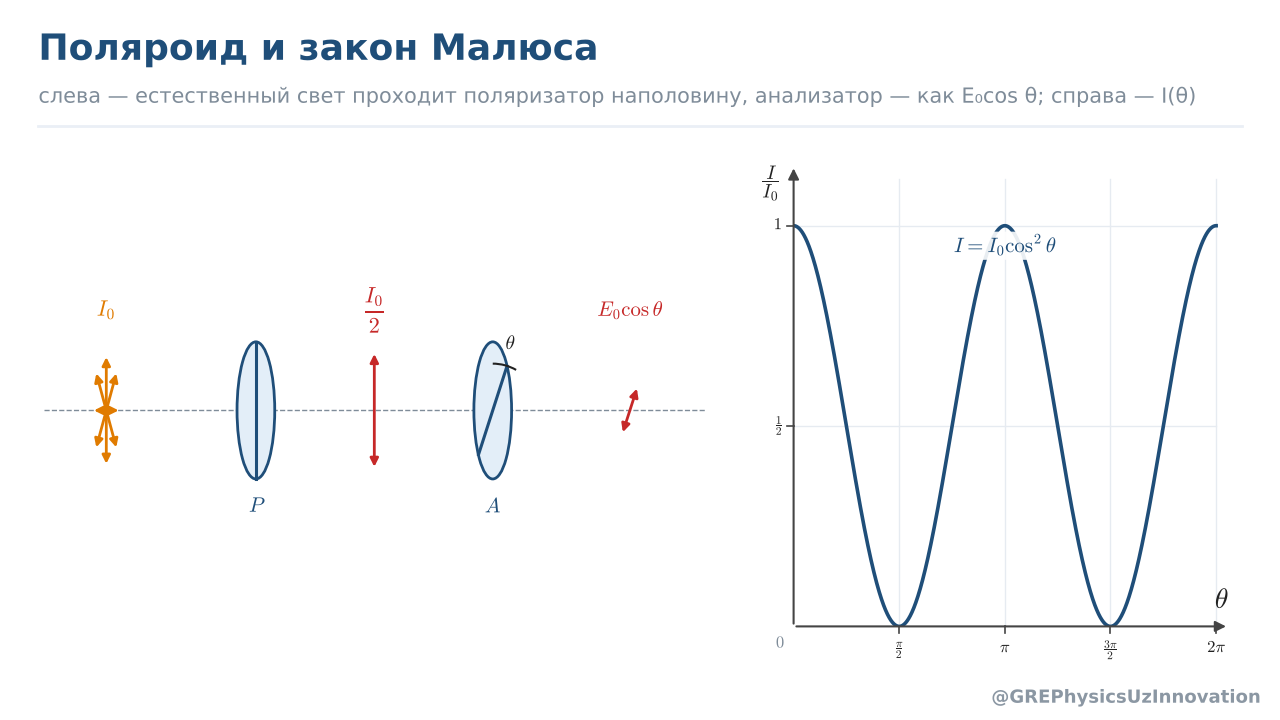 Поляроид и закон Малюса
слева — естественный свет проходит поляризатор наполовину, анализатор — как E₀cos θ; справа — I(θ)
I₀
I₀/2
θ
E₀cos θ
P
A
I/I₀
1
I = I₀cos² θ
1/2
θ
0
π/2
π
3π/2
2π
@GREPhysicsUzInnovation